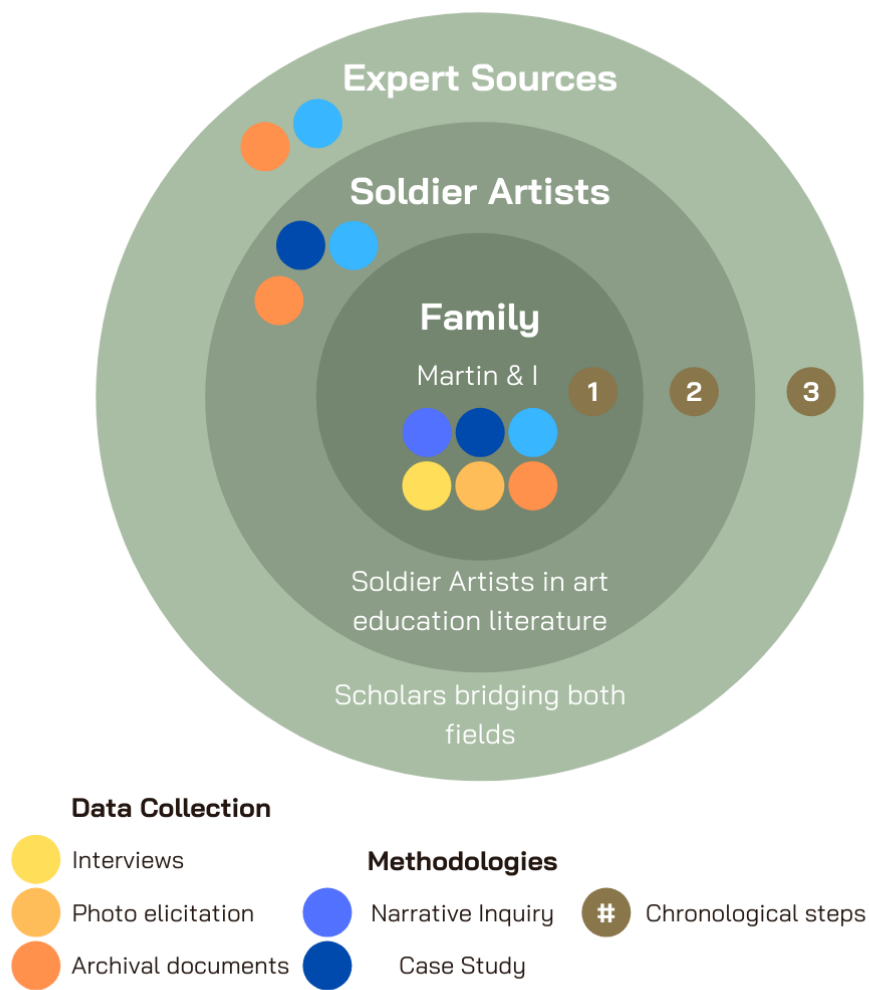 Expert Sources
Soldier Artists
Family
Martin & I
1
2
3
Soldier Artists in art
education literature
Scholars bridging both
fields
Data Collection
Interviews
Photo elicitation
Archival documents
Methodologies
Narrative Inquiry
Case Study
# Chronological steps